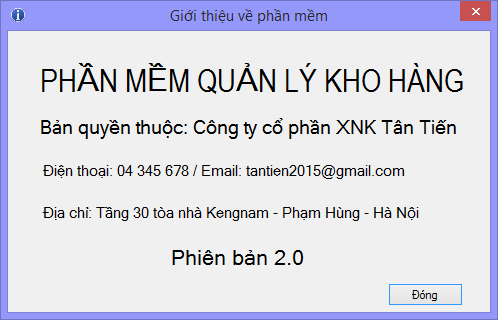 Giới thiệu về phần mềm
PHẦN MỀM QUẢN LÝ KHO HÀNG
Bản quyền thuộc: Công ty cổ phần XNK Tân Tiến
Điện thoại: 04 345 678 / Email: tantien2015@gmail.com
Địa chỉ: Tầng 30 tòa nhà Kengnam - Phạm Hùng - Hà Nội
Phiên bản 2.0
Đóng